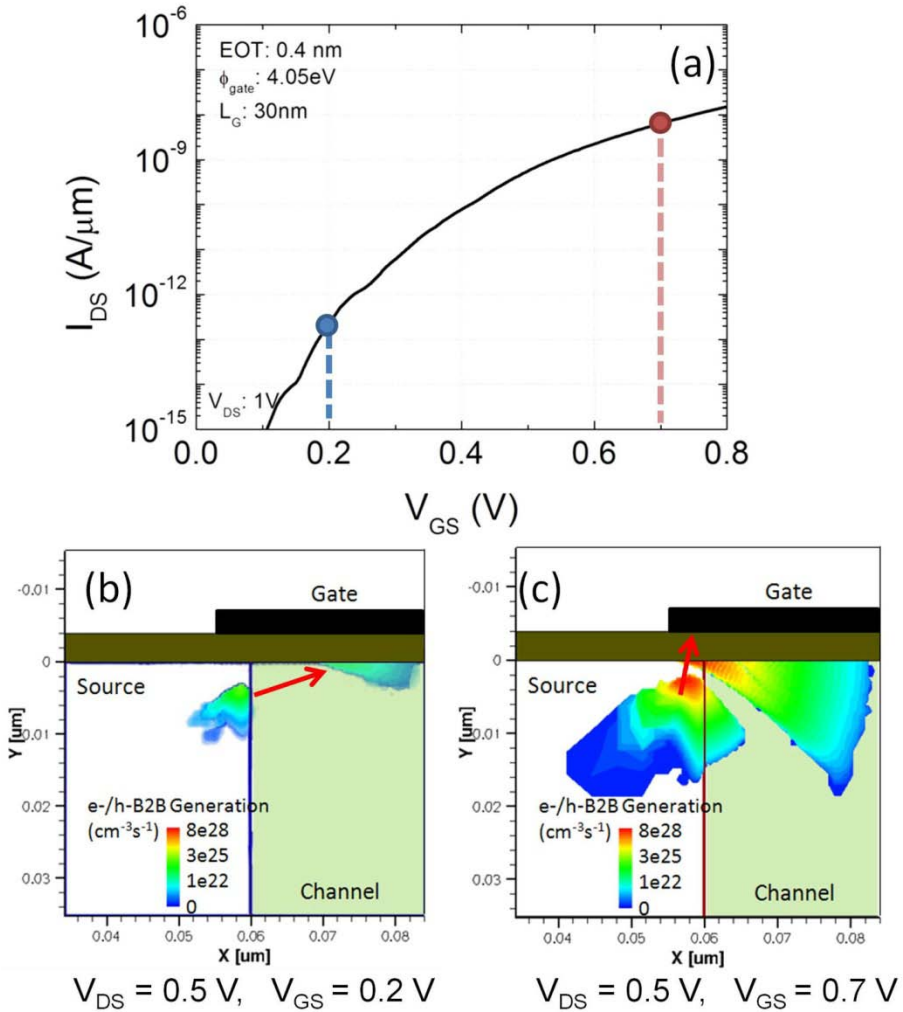 (a)
EOT: 0.4 nm
ϕgate: 4.05eV
LG: 30nm
10-6
10-9
10-12
10-15
IDS (A/μm)
VDS: 1V
0.0 0.2 0.4 0.6 0.8
VGS (V)
(b)
Gate
Source
-0.01
0
0.01
0.02
0.03
Y [um]
e-/h-B2B Generation
(cm-3s-1)
8e28
3e25
1e22
0
Channel
0.04 0.05 0.06 0.07 0.08
X [um]
VDS = 0.5 V, VGS = 0.2 V
(c)
Gate
Source
-0.01
0
0.01
0.02
0.03
Y [um]
e-/h-B2B Generation
(cm-3s-1)
8e28
3e25
1e22
0
Channel
0.04 0.05 0.06 0.07 0.08
X [um]
VDS = 0.5 V, VGS = 0.7 V